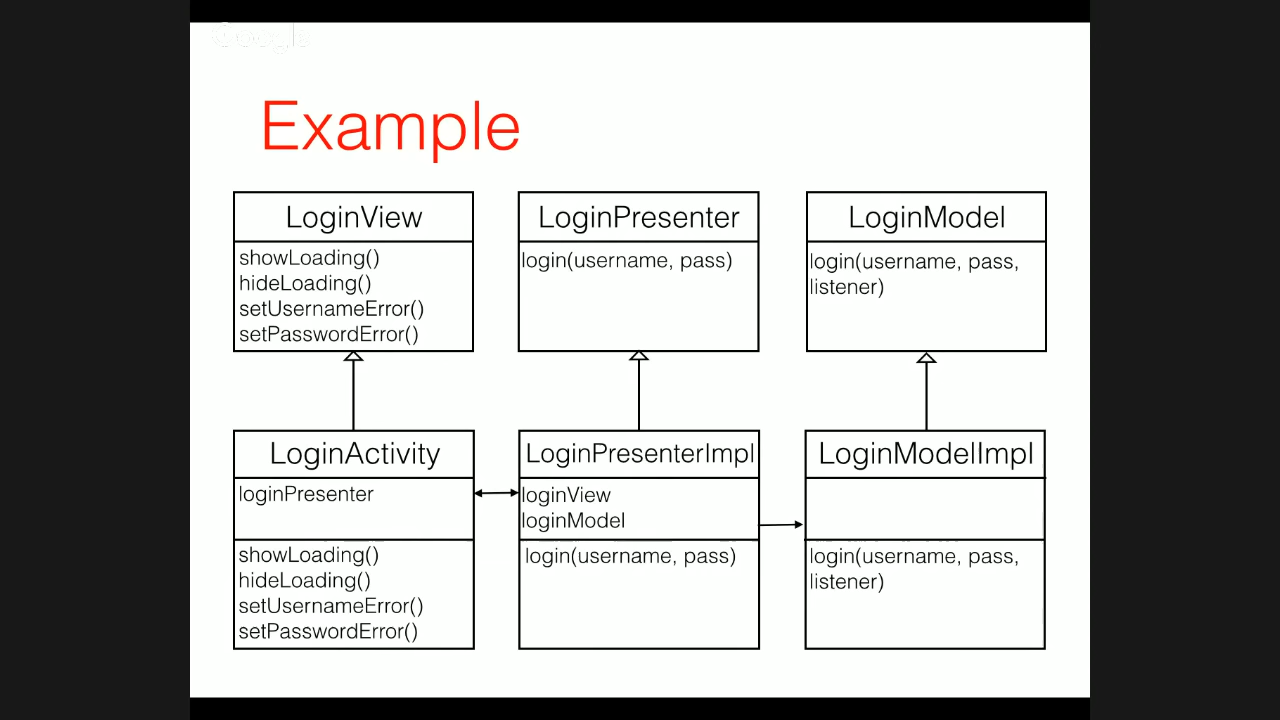 Google
Example
LoginView
showLoading()
hideLoading()
setUsernameError()
setPasswordError()
LoginPresenter
login(username, pass)
LoginModel
login(username, pass,
listener)
LoginActivity
loginPresenter
showLoading()
hideLoading()
setUsernameError()
setPasswordError()
LoginPresenterImpl
loginView
loginModel
login(username, pass)
LoginModelImpl
login(username, pass,
listener)